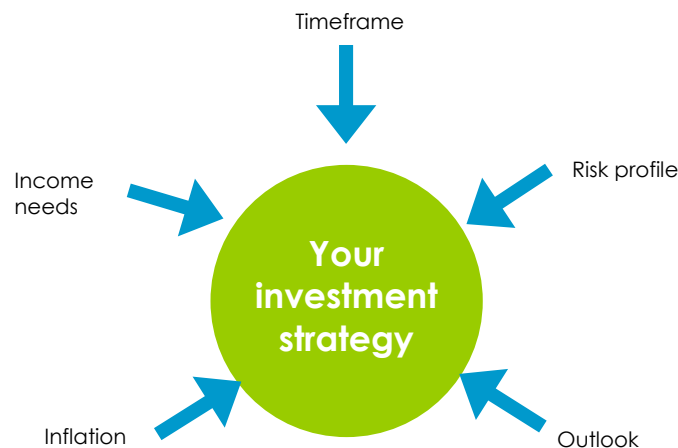 Timeframe
Risk profile
Income
needs
Your
investment
strategy
Inflation
Outlook